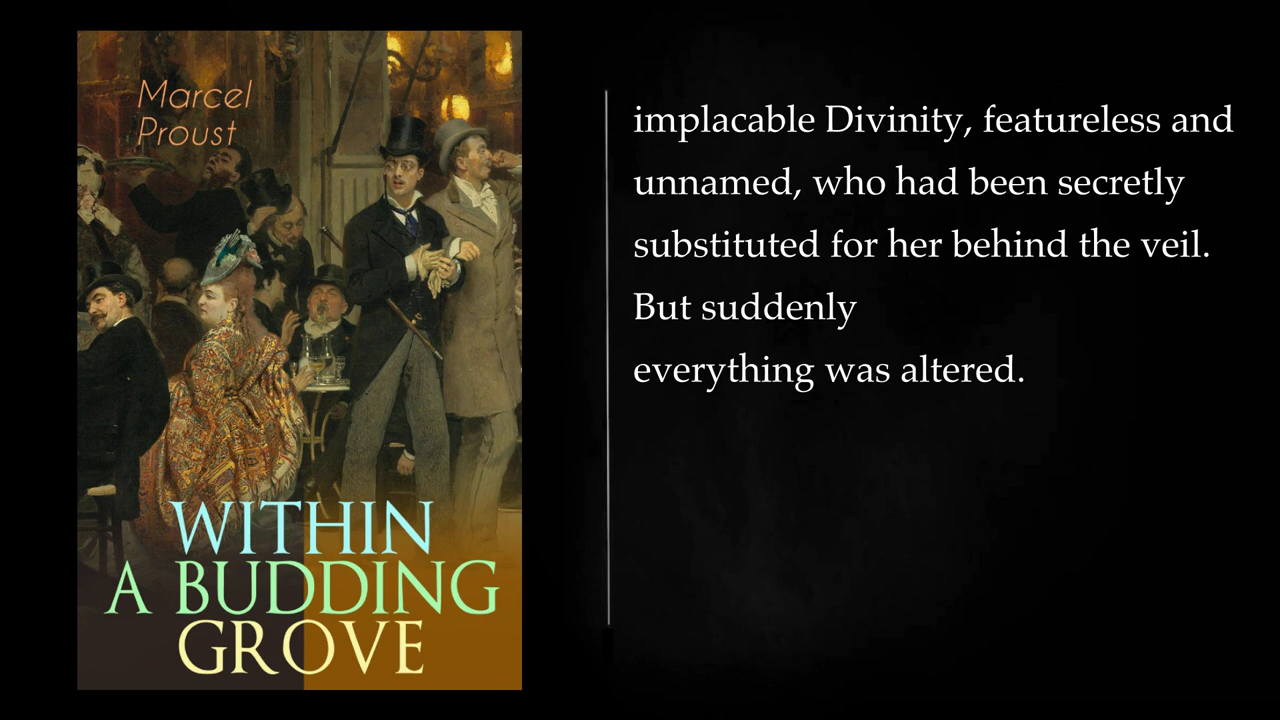 Marcel
Proust
WITHIN
A BUDDING
GROVE
implacable Divinity, featureless and
unnamed, who had been secretly
substituted for her behind the veil.
But suddenly
everything was altered.